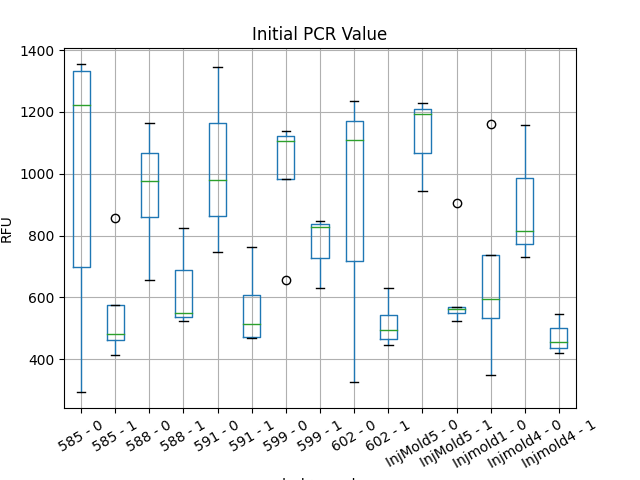 Initial PCR Value
1400
1200
1000
800
600
400
RFU
585 - 0
585 - 1
588 - 0
588 - 1
591 - 0
591 - 1
599 - 0
599 - 1
602 - 0
602 - 1
InjMold5 - 0
InjMold5 - 1
Injmold1 - 0
Injmold4 - 0
Injmold4 - 1